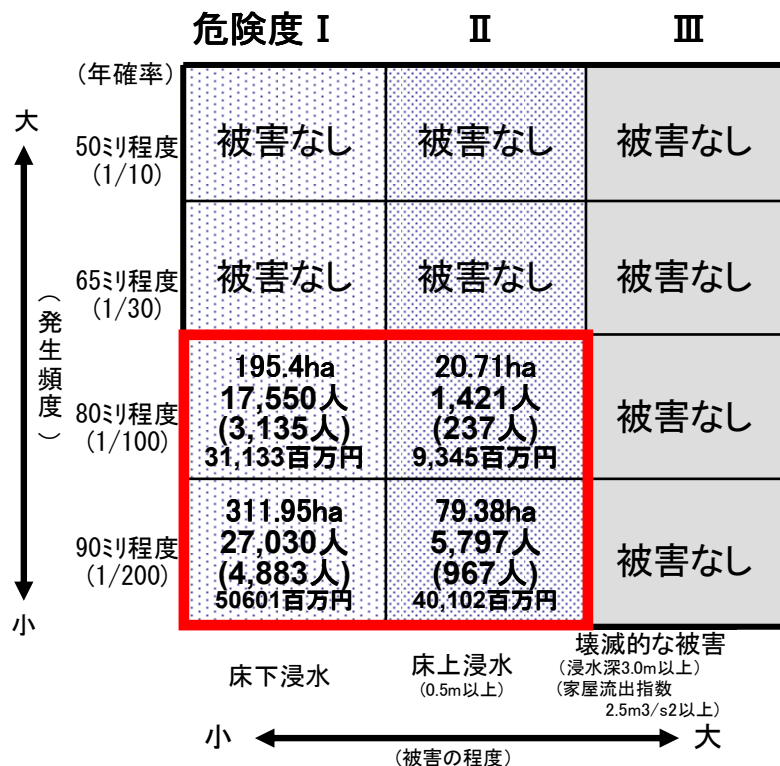 危険度Ⅰ Ⅱ Ⅲ
(年確率)
大
50ミリ程度
(1/10)
被害なし 被害なし 被害なし
65ミリ程度
(1/30)
被害なし 被害なし 被害なし
(発生頻度)
80ミリ程度
(1/100)
195.4ha
17,550人
(3,135人)
31,133百万円
20.71ha
1,421人
(237人)
9,345百万円
被害なし
90ミリ程度
(1/200)
311.95ha
27,030人
(4,883人)
50601百万円
79.38ha
5,797人
(967人)
40,102百万円
被害なし
小
床下浸水
床上浸水
(0.5m以上)
壊滅的な被害
(浸水深3.0m以上)
(家屋流出指数
2.5m3/s2以上)
小 大
(被害の程度)